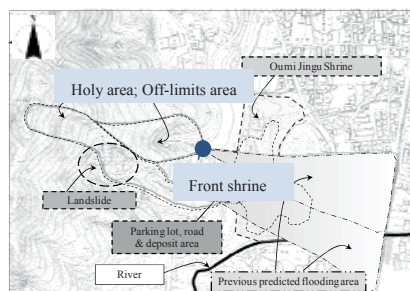 Oumi Jingu Shrine
Holy area; Off-limits area
Front shrine
Landslide
Parking lot, road
& deposit area
River
Previous predicted flooding area